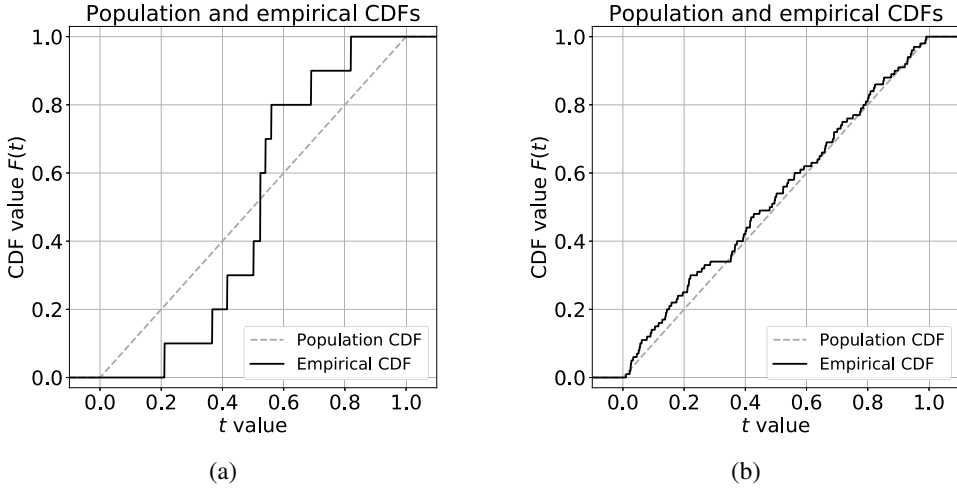 Population and empirical CDFs
CDF value F(t)
1.0
0.8
0.6
0.4
0.2
0.0
Population CDF
Empirical CDF
0.0 0.2 0.4 0.6 0.8 1.0
t value
(a)
Population and empirical CDFs
CDF value F(t)
1.0
0.8
0.6
0.4
0.2
0.0
Population CDF
Empirical CDF
0.0 0.2 0.4 0.6 0.8 1.0
t value
(b)